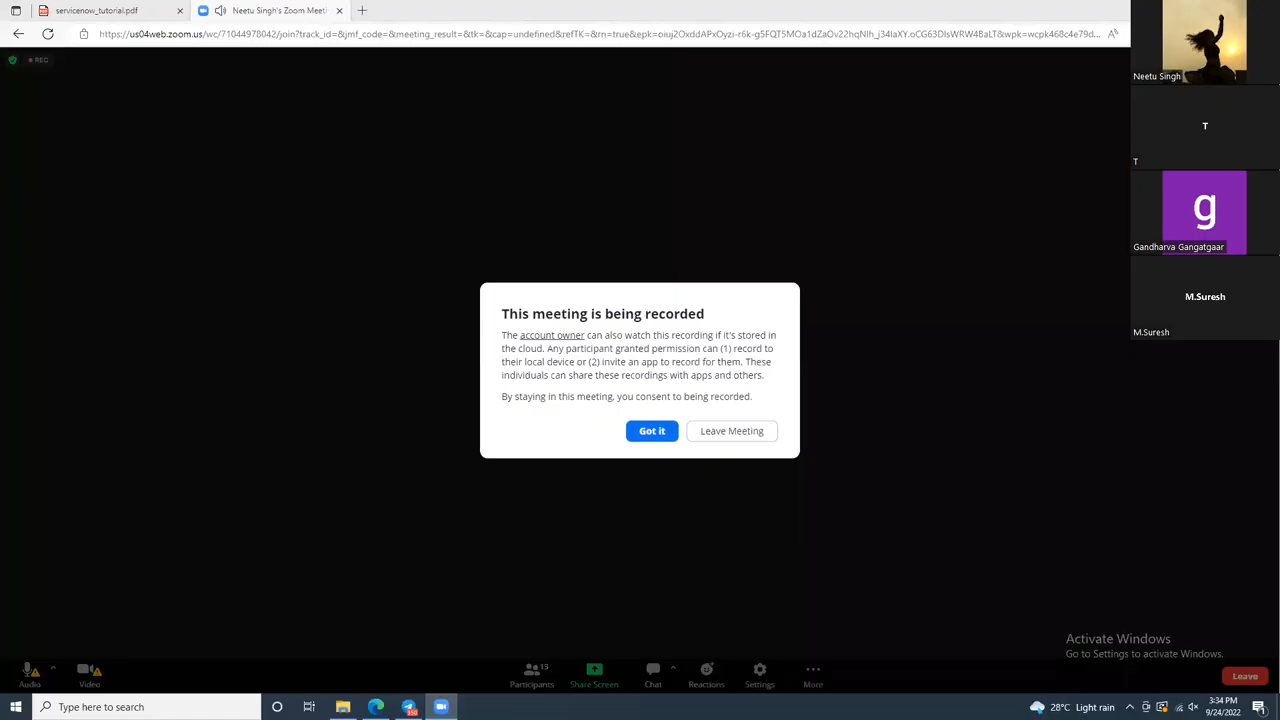 servicenow_tutorial.pdf
Neetu Singh's Zoom Meeti
REC
Neetu Singh
T
T
g
Gandharva Gangatgaar
M.Suresh
M.Suresh
This meeting is being recorded
The account owner can also watch this recording if it's stored in
the cloud. Any participant granted permission can (1) record to
their local device or (2) invite an app to record for them. These
individuals can share these recordings with apps and others.
By staying in this meeting, you consent to being recorded.
Got it
Leave Meeting
Activate Windows
Go to Settings to activate Windows.
Audio
Video
13
Participants
Share Screen
Chat
Reactions
Settings
More
Leave
Type here to search
28°C Light rain
3:34 PM
9/24/2022